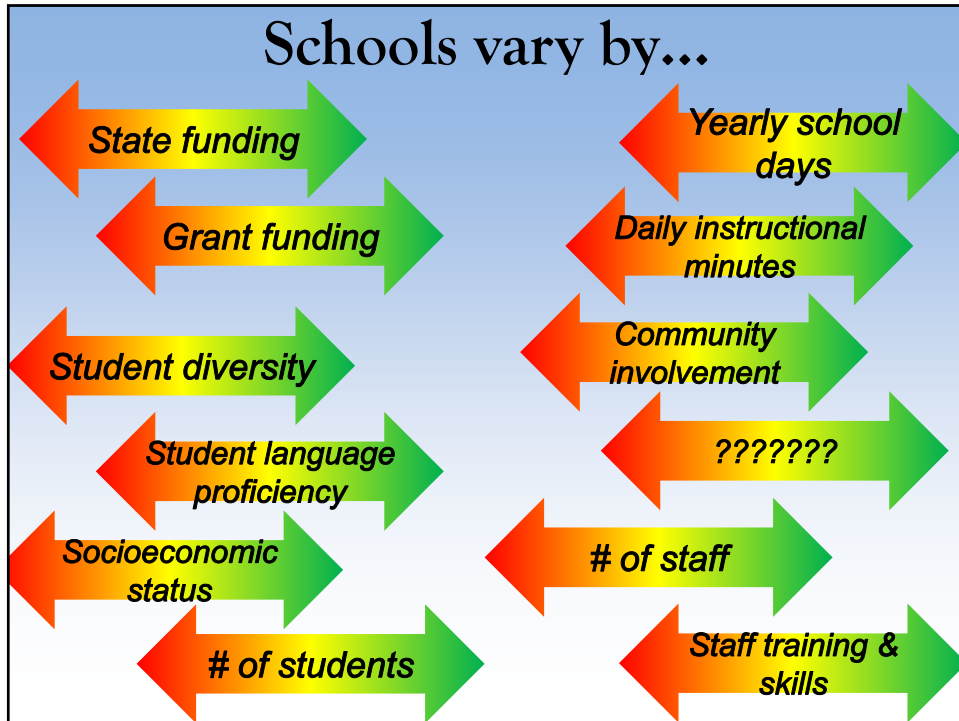 Schools vary by...
State funding
Grant funding
Student diversity
Student language
proficiency
Socioeconomic
status
# of students
Yearly school
days
Daily instructional
minutes
Community
involvement
???????
# of staff
Staff training &
skills